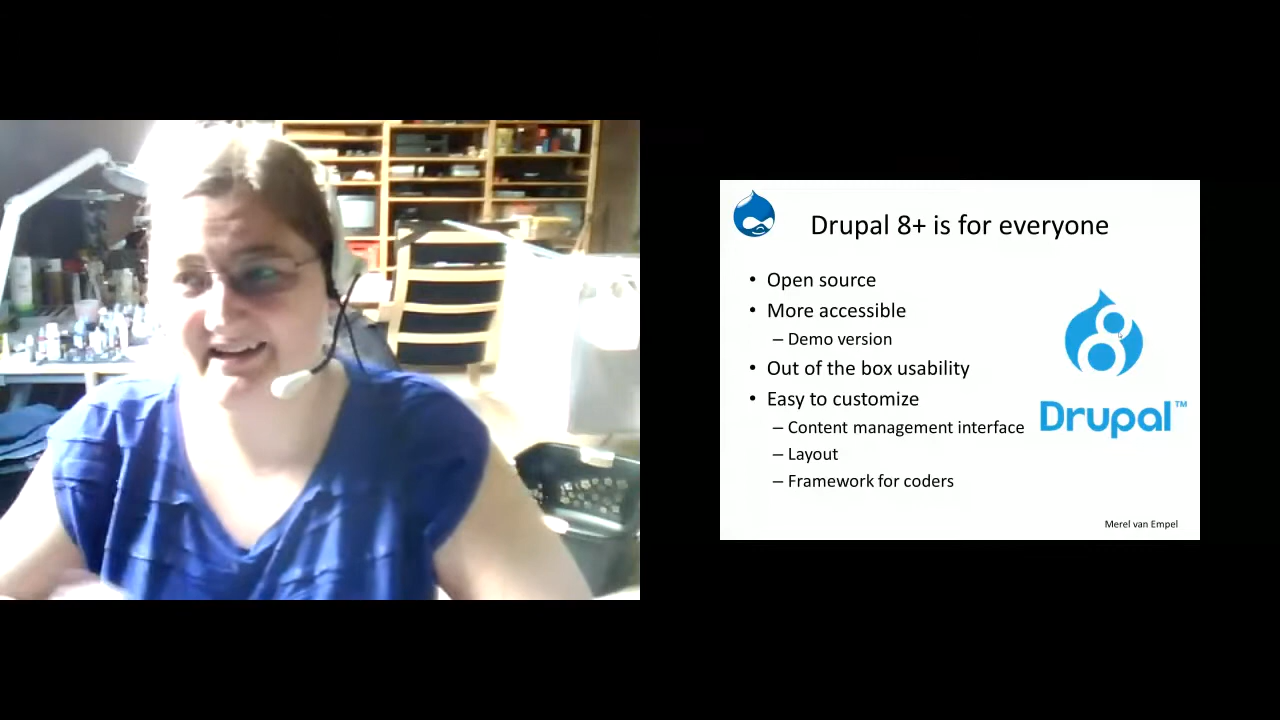 Drupal 8+ is for everyone
• Open source
• More accessible
– Demo version
• Out of the box usability
• Easy to customize
– Content management interface
– Layout
– Framework for coders
Drupal™
Merel van Empel